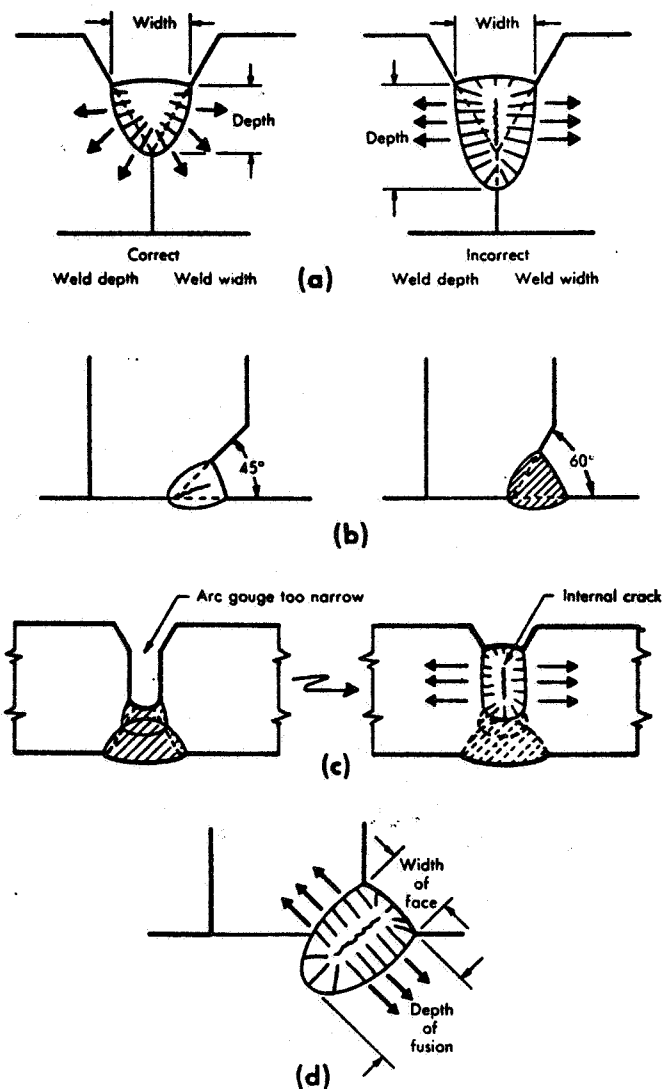 Width
Depth
Correct
Weld depth Weld width
Width
Depth
Incorrect
Weld depth Weld width
(a)
45°
60°
(b)
Arc gouge too narrow
Internal crack
(c)
Width
of
face
Depth
of
fusion
(d)